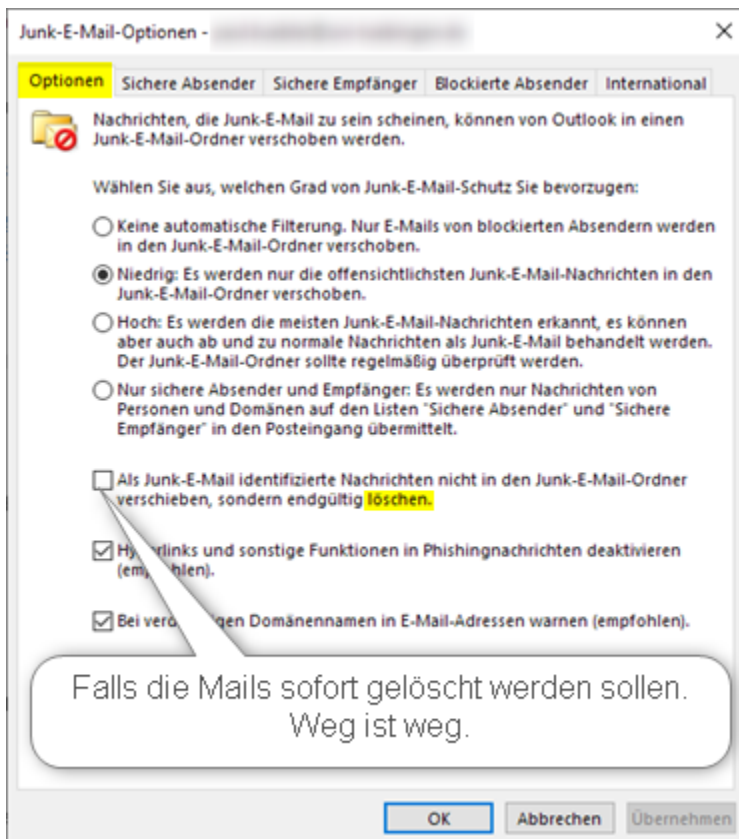 Junk-E-Mail-Optionen -
Optionen Sichere Absender Sichere Empfänger Blockierte Absender International
Nachrichten, die Junk-E-Mail zu sein scheinen, können von Outlook in einen
Junk-E-Mail-Ordner verschoben werden.
Wählen Sie aus, welchen Grad von Junk-E-Mail-Schutz Sie bevorzugen:
Keine automatische Filterung. Nur E-Mails von blockierten Absendern werden
in den Junk-E-Mail-Ordner verschoben.
Niedrig: Es werden nur die offensichtlichsten Junk-E-Mail-Nachrichten in den
Junk-E-Mail-Ordner verschoben.
Hoch: Es werden die meisten Junk-E-Mail-Nachrichten erkannt, es können
aber auch ab und zu normale Nachrichten als Junk-E-Mail behandelt werden.
Der Junk-E-Mail-Ordner sollte regelmäßig überprüft werden.
Nur sichere Absender und Empfänger: Es werden nur Nachrichten von
Personen und Domänen auf den Listen "Sichere Absender" und "Sichere
Empfänger" in den Posteingang übermittelt.
Als Junk-E-Mail identifizierte Nachrichten nicht in den Junk-E-Mail-Ordner
verschieben, sondern endgültig löschen.
und sonstige Funktionen in Phishingnachrichten deaktivieren
Bei Domänennamen in E-Mail-Adressen warnen (empfohlen).
Falls die Mails sofort gelöscht werden sollen.
Weg ist weg.
OK Abbrechen Übernehmen